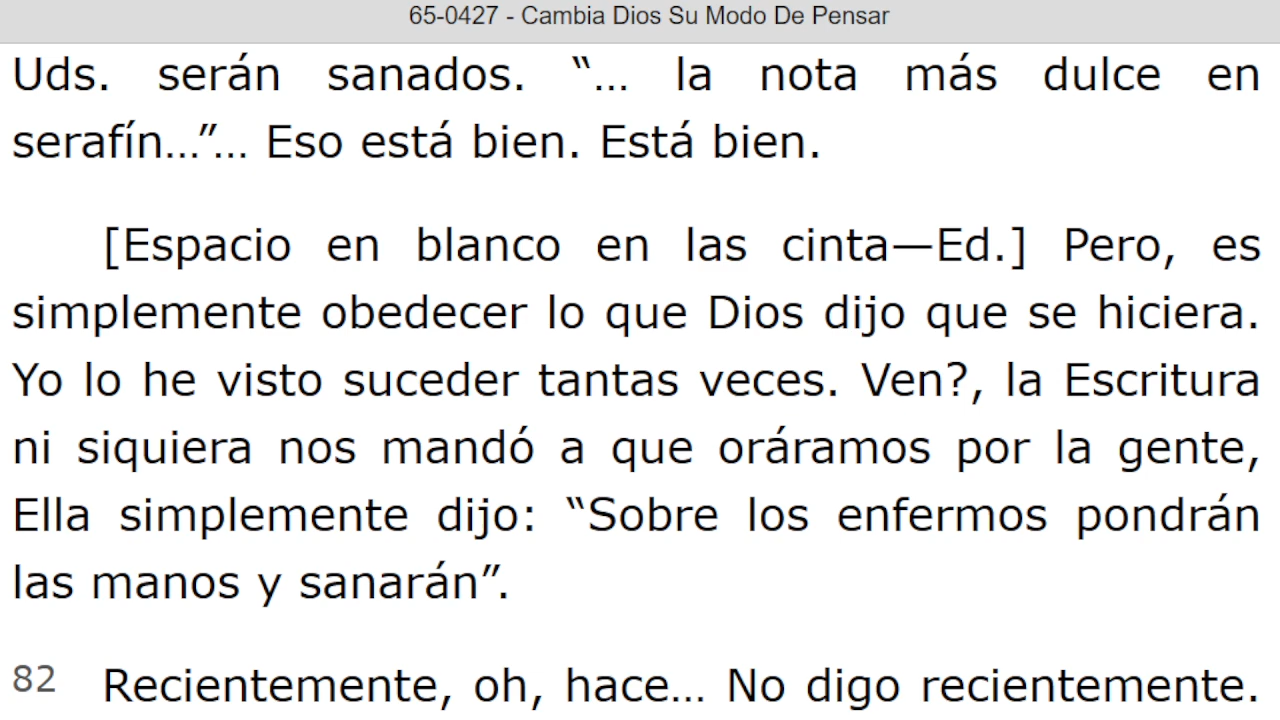 65-0427 - Cambia Dios Su Modo De Pensar
Uds. serán sanados. “... la nota más dulce en
serafín...”... Eso está bien. Está bien.
[Espacio en blanco en las cinta—Ed.] Pero, es
simplemente obedecer lo que Dios dijo que se hiciera.
Yo lo he visto suceder tantas veces. Ven?, la Escritura
ni siquiera nos mandó a que oráramos por la gente,
Ella simplemente dijo: “Sobre los enfermos pondrán
las manos y sanarán”.
82 Recientemente, oh, hace... No digo recientemente.